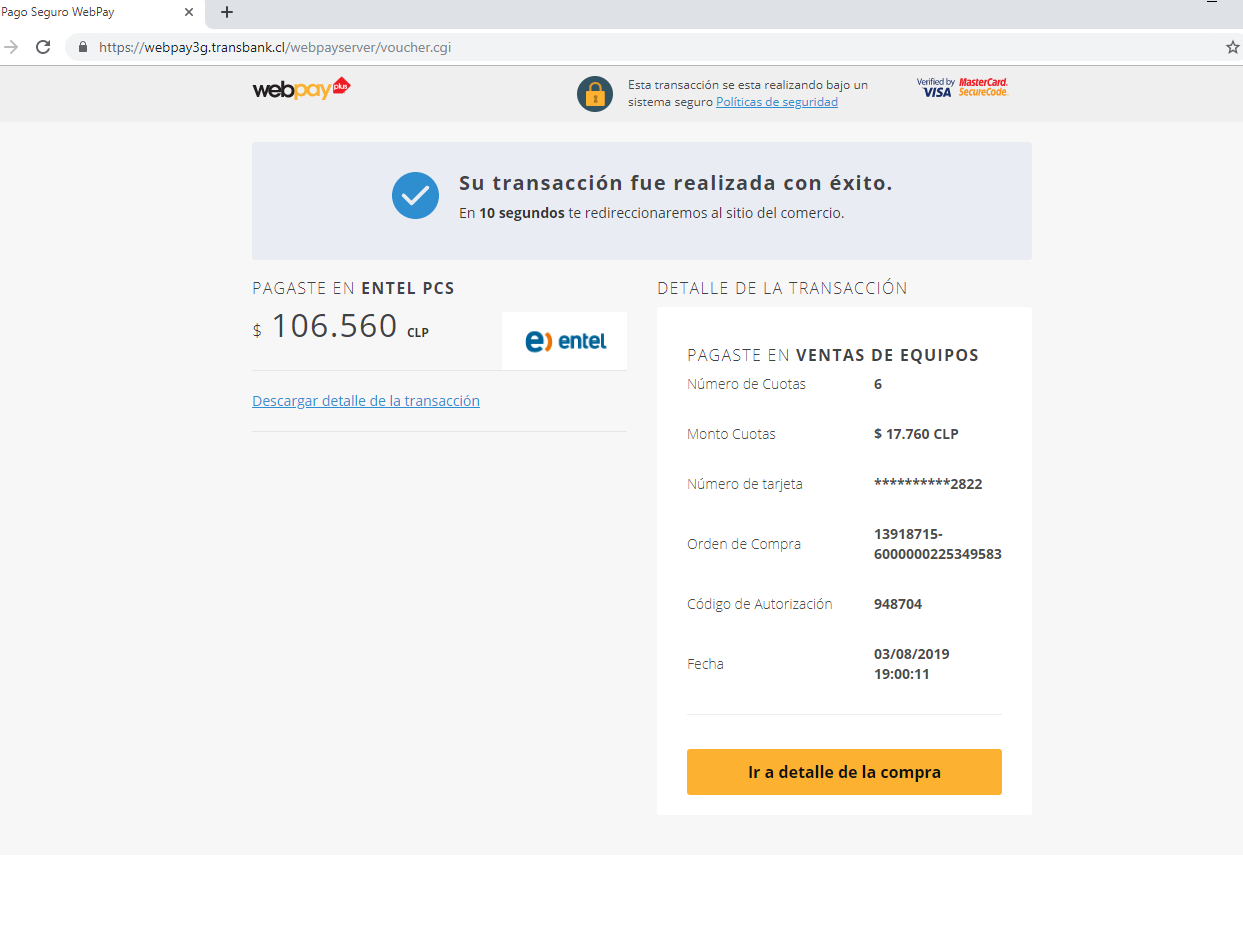 Pago Seguro WebPay
https://webpay3g.transbank.cl/webpayserver/voucher.cgi
webpay plus
Esta transacción se esta realizando bajo un
sistema seguro Políticas de seguridad
Verified by VISA
MasterCard. SecureCode.
Su transacción fue realizada con éxito.
En 10 segundos te redireccionaremos al sitio del comercio.
PAGASTE EN ENTEL PCS
$ 106.560 CLP
e) entel
Descargar detalle de la transacción
DETALLE DE LA TRANSACCIÓN
PAGASTE EN VENTAS DE EQUIPOS
Número de Cuotas 6
Monto Cuotas $ 17.760 CLP
Número de tarjeta **********2822
Orden de Compra 13918715-
6000000225349583
Código de Autorización 948704
Fecha 03/08/2019
19:00:11
Ir a detalle de la compra